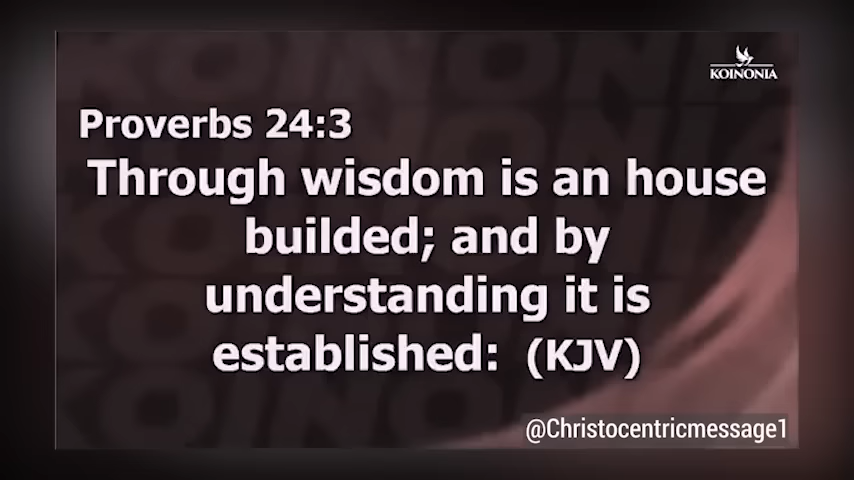 KOINONIA
Proverbs 24:3
Through wisdom is an house
builded; and by
understanding it is
established: (KJV)
@Christocentricmessage1